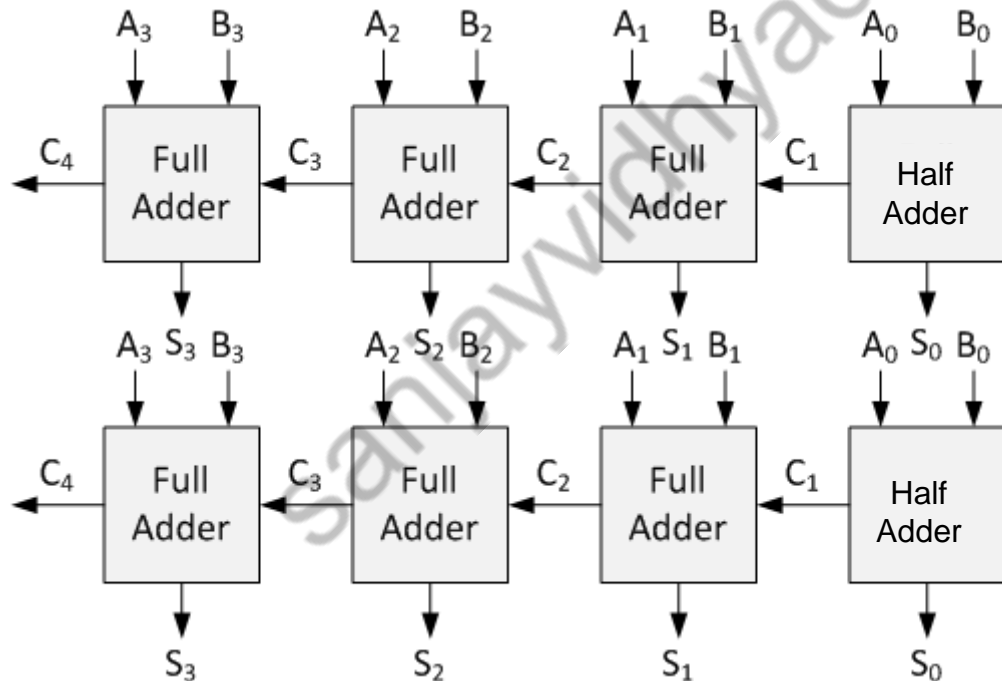 A₃ B₃ A₂ B₂ A₁ B₁ A₀ B₀
C₄ Full Adder C₃ Full Adder C₂ Full Adder C₁ Half Adder
S₃ S₂ S₁ S₀
A₃ B₃ A₂ B₂ A₁ B₁ A₀ B₀
C₄ Full Adder C₃ Full Adder C₂ Full Adder C₁ Half Adder
S₃ S₂ S₁ S₀